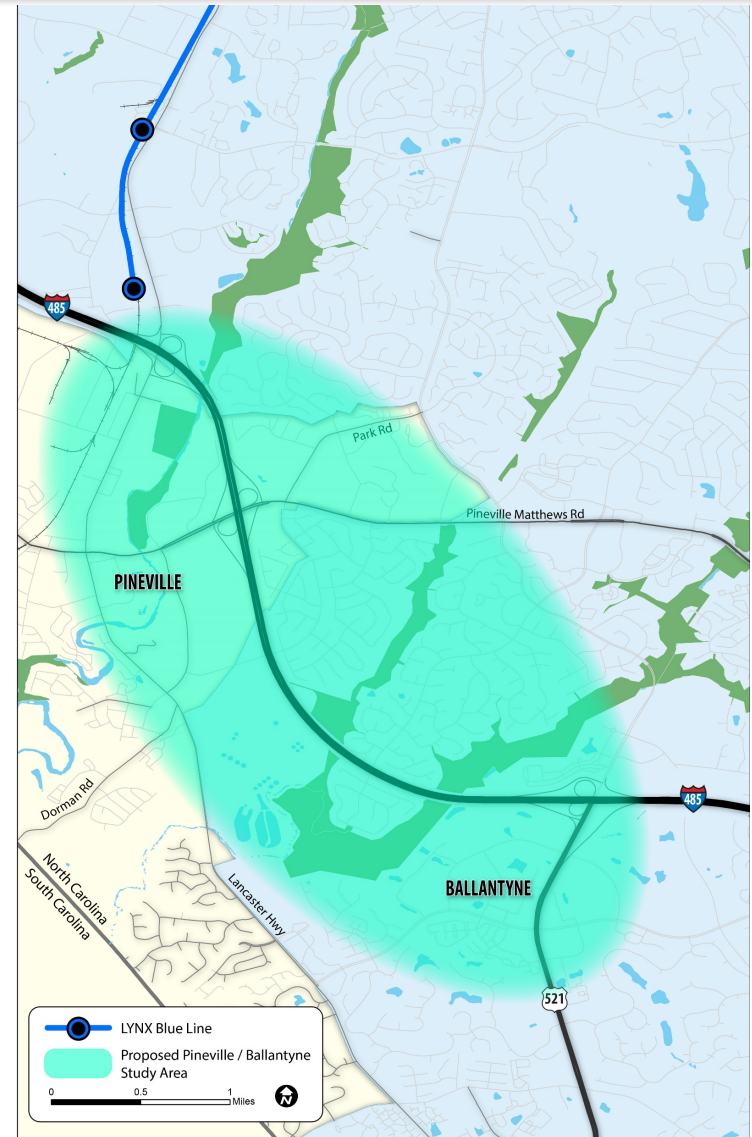 485
Park Rd
Pineville Matthews Rd
PINEVILLE
Dorman Rd
485
North Carolina
South Carolina
Lancaster Hwy
BALLANTYNE
521
LYNX Blue Line
Proposed Pineville / Ballantyne
Study Area
0 0.5 1
Miles
N